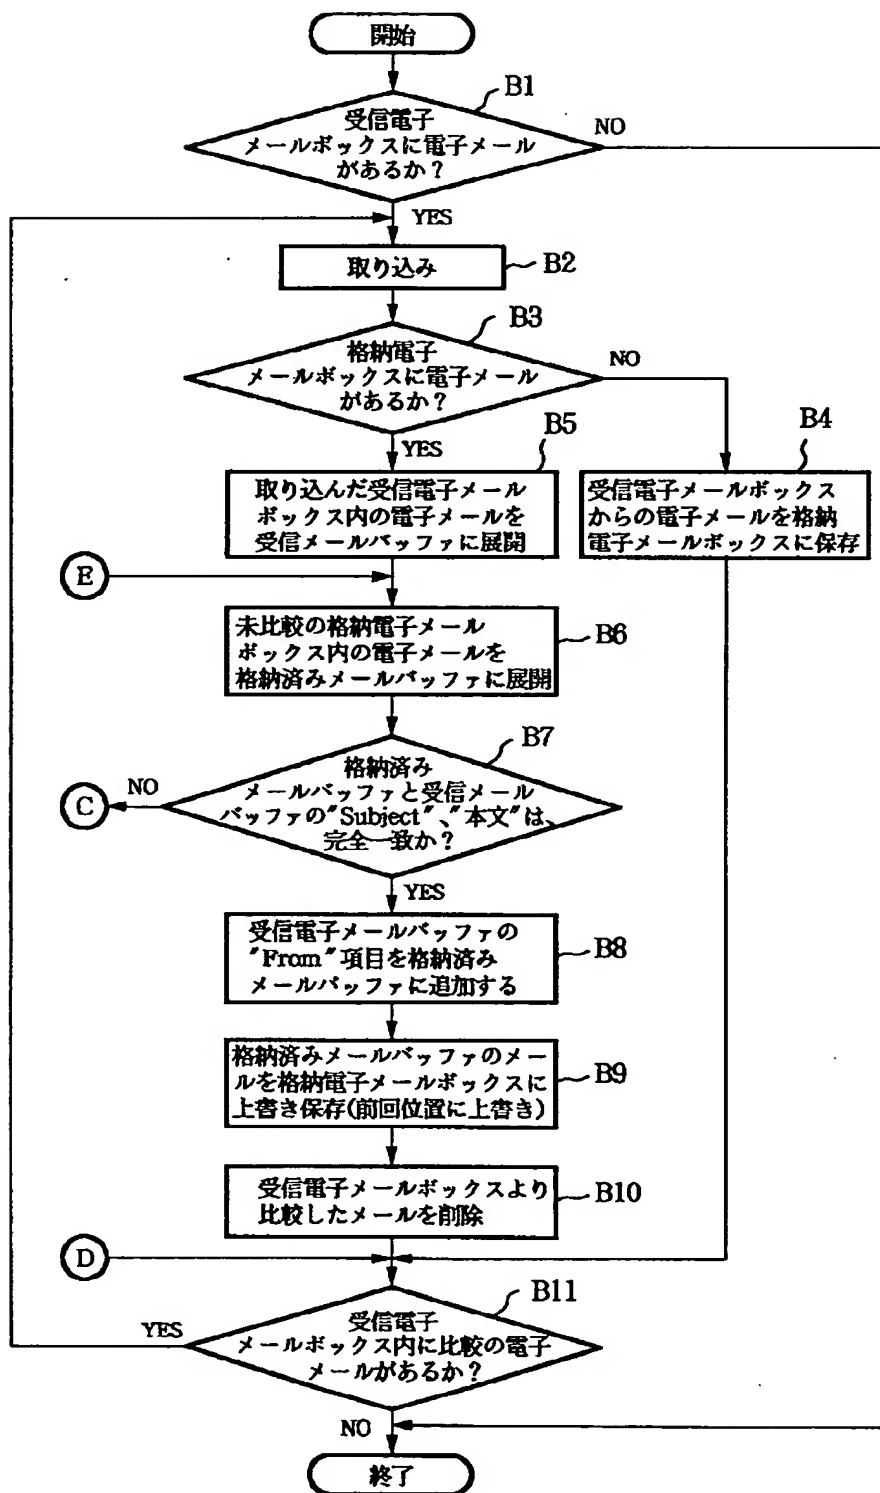 開始
B1
受信電子
メールボックスに電子メール
があるか？
NO
YES
取り込み
B2
B3
格納電子
メールボックスに電子メール
があるか？
NO
YES
B5
取り込んだ受信電子メール
ボックス内の電子メールを
受信メールバッファに展開
B4
受信電子メールボックス
からの電子メールを格納
電子メールボックスに保存
E
未比較の格納電子メール
ボックス内の電子メールを
格納済みメールバッファに展開
B6
B7
格納済み
メールバッファと受信メール
バッファの"Subject"、"本文"は、
完全一致か？
NO
C
YES
受信電子メールバッファの
"From"項目を格納済み
メールバッファに追加する
B8
格納済みメールバッファのメー
ルを格納電子メールボックスに
上書き保存(前回位置に上書き)
B9
受信電子メールボックスより
比較したメールを削除
B10
D
B11
受信電子
メールボックス内に比較の電子
メールがあるか？
YES
NO
終了